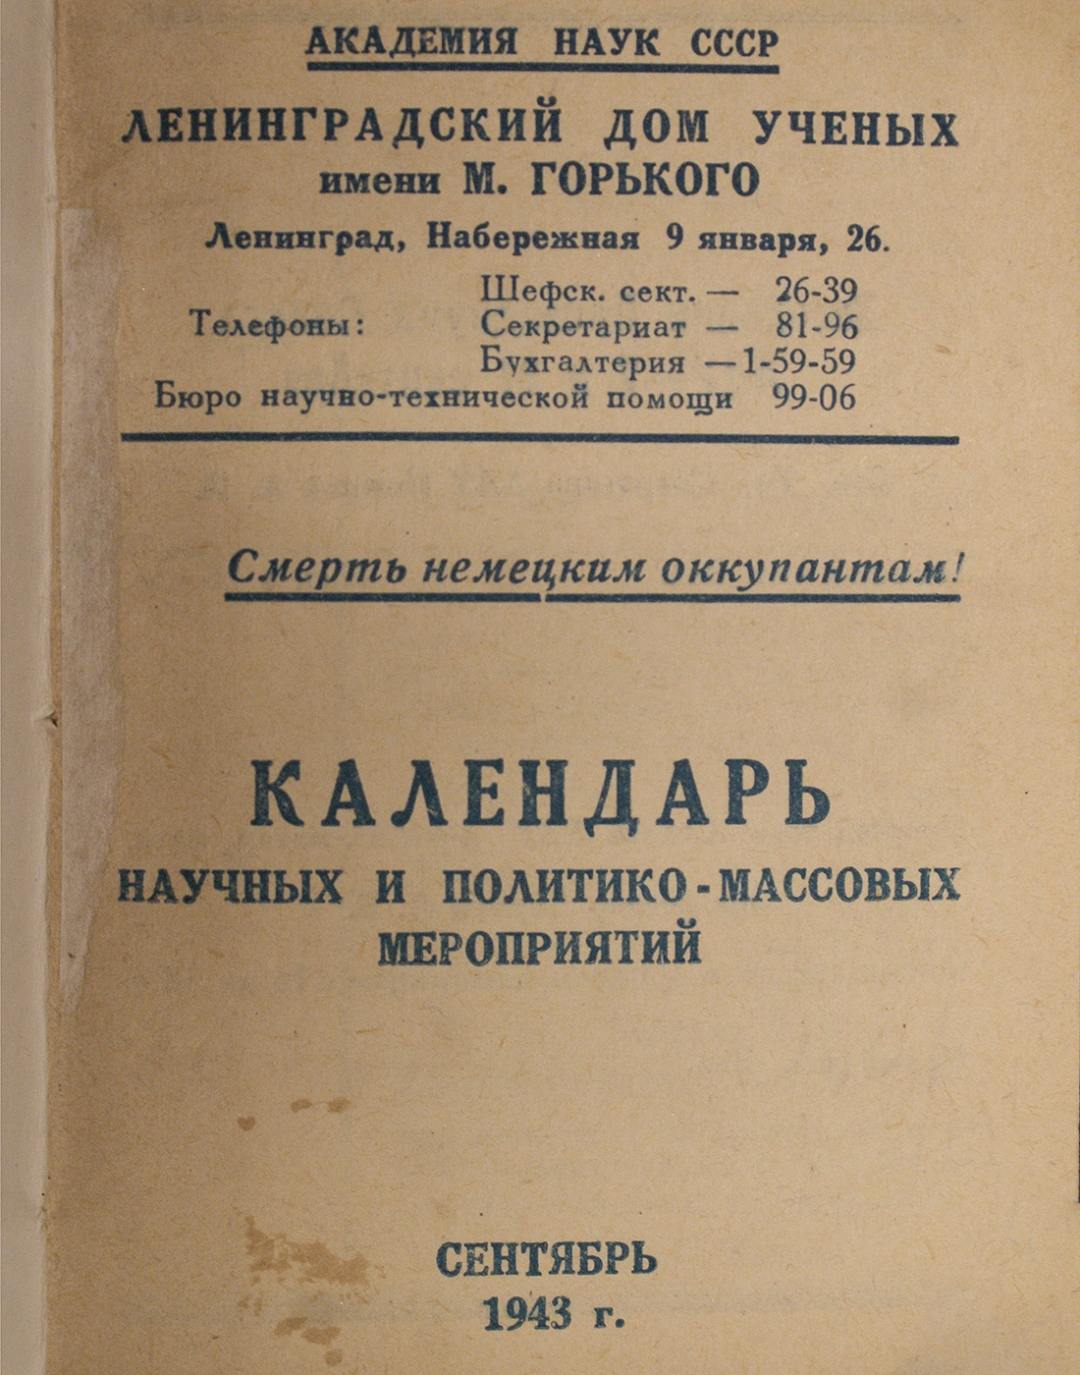 АКАДЕМИЯ НАУК СССР
ЛЕНИНГРАДСКИЙ ДОМ УЧЕНЫХ
имени М. ГОРЬКОГО
Ленинград, Набережная 9 января, 26.
Шефск. сект. — 26-39
Телефоны: Секретариат — 81-96
Бухгалтерия —1-59-59
Бюро научно-технической помощи 99-06
Смерть немецким оккупантам!
КАЛЕНДАРЬ
НАУЧНЫХ И ПОЛИТИКО-МАССОВЫХ
МЕРОПРИЯТИЙ
СЕНТЯБРЬ
1943 г.